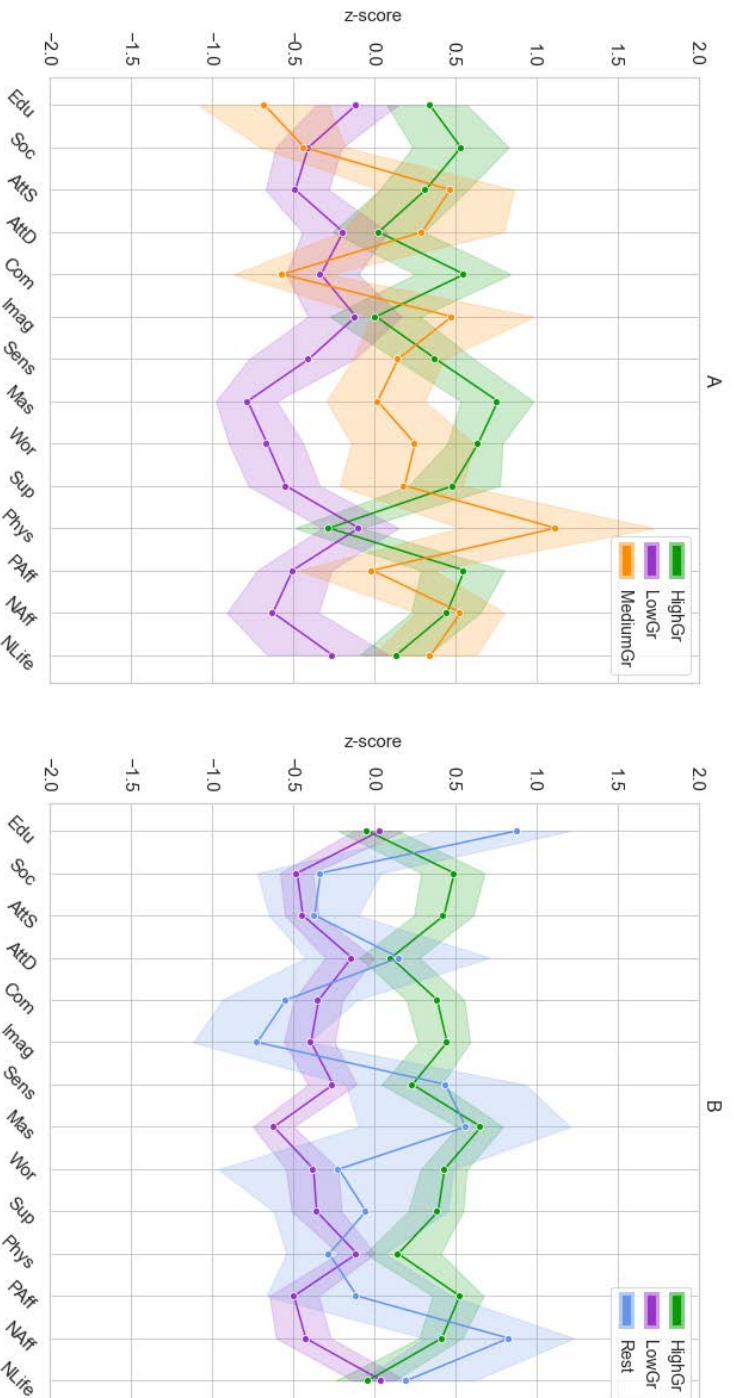 A
z-score
2.0
1.5
1.0
0.5
0.0
−0.5
−1.0
−1.5
−2.0
Edu
Soc
AttS
AttD
Com
Imag
Sens
Mas
Wor
Sup
Phys
PAff
NAff
NLife
HighGr
LowGr
MediumGr
B
z-score
2.0
1.5
1.0
0.5
0.0
−0.5
−1.0
−1.5
−2.0
Edu
Soc
AttS
AttD
Com
Imag
Sens
Mas
Wor
Sup
Phys
PAff
NAff
NLife
HighGr
LowGr
Rest